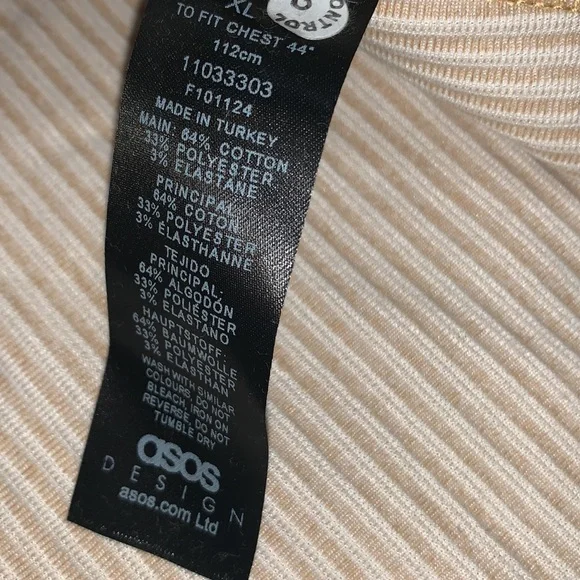 XL
CONTROL
TO FIT CHEST 44"
112cm
11033303
F101124
MADE IN TURKEY
MAIN: 64% COTTON
33% POLYESTER
3% ELASTANE
PRINCIPAL:
64% COTON
33% POLYESTER
3% ÉLASTHANNE
TEJIDO
PRINCIPAL:
64% ALGODÓN
33% POLIÉSTER
3% ELASTANO
HAUPTSTOFF:
64% BAUMWOLLE
33% POLYESTER
3% ELASTHAN
WASH WITH SIMILAR
COLOURS, DO NOT
BLEACH, IRON ON
REVERSE, DO NOT
TUMBLE DRY
asos
DESIGN
asos.com Ltd